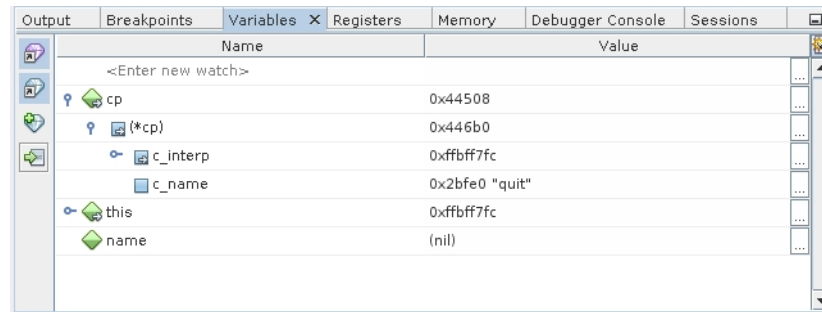 Output Breakpoints Variables X Registers Memory Debugger Console Sessions
Name Value
<Enter new watch> ...
cp 0x44508 ...
(*cp) 0x446b0 ...
c_interp 0xffbff7fc ...
c_name 0x2bfe0 "quit" ...
this 0xffbff7fc ...
name (nil) ...